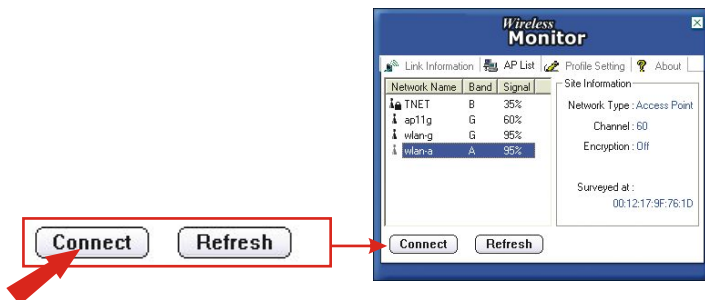 Wireless
Monitor
Link Information AP List Profile Setting About
Network Name Band Signal
TNET B 35%
ap11g G 60%
wlan-g G 95%
wlan-a A 95%
Site Information
Network Type : Access Point
Channel : 60
Encryption : Off
Surveyed at :
00:12:17:9F:76:1D
Connect Refresh
Connect Refresh